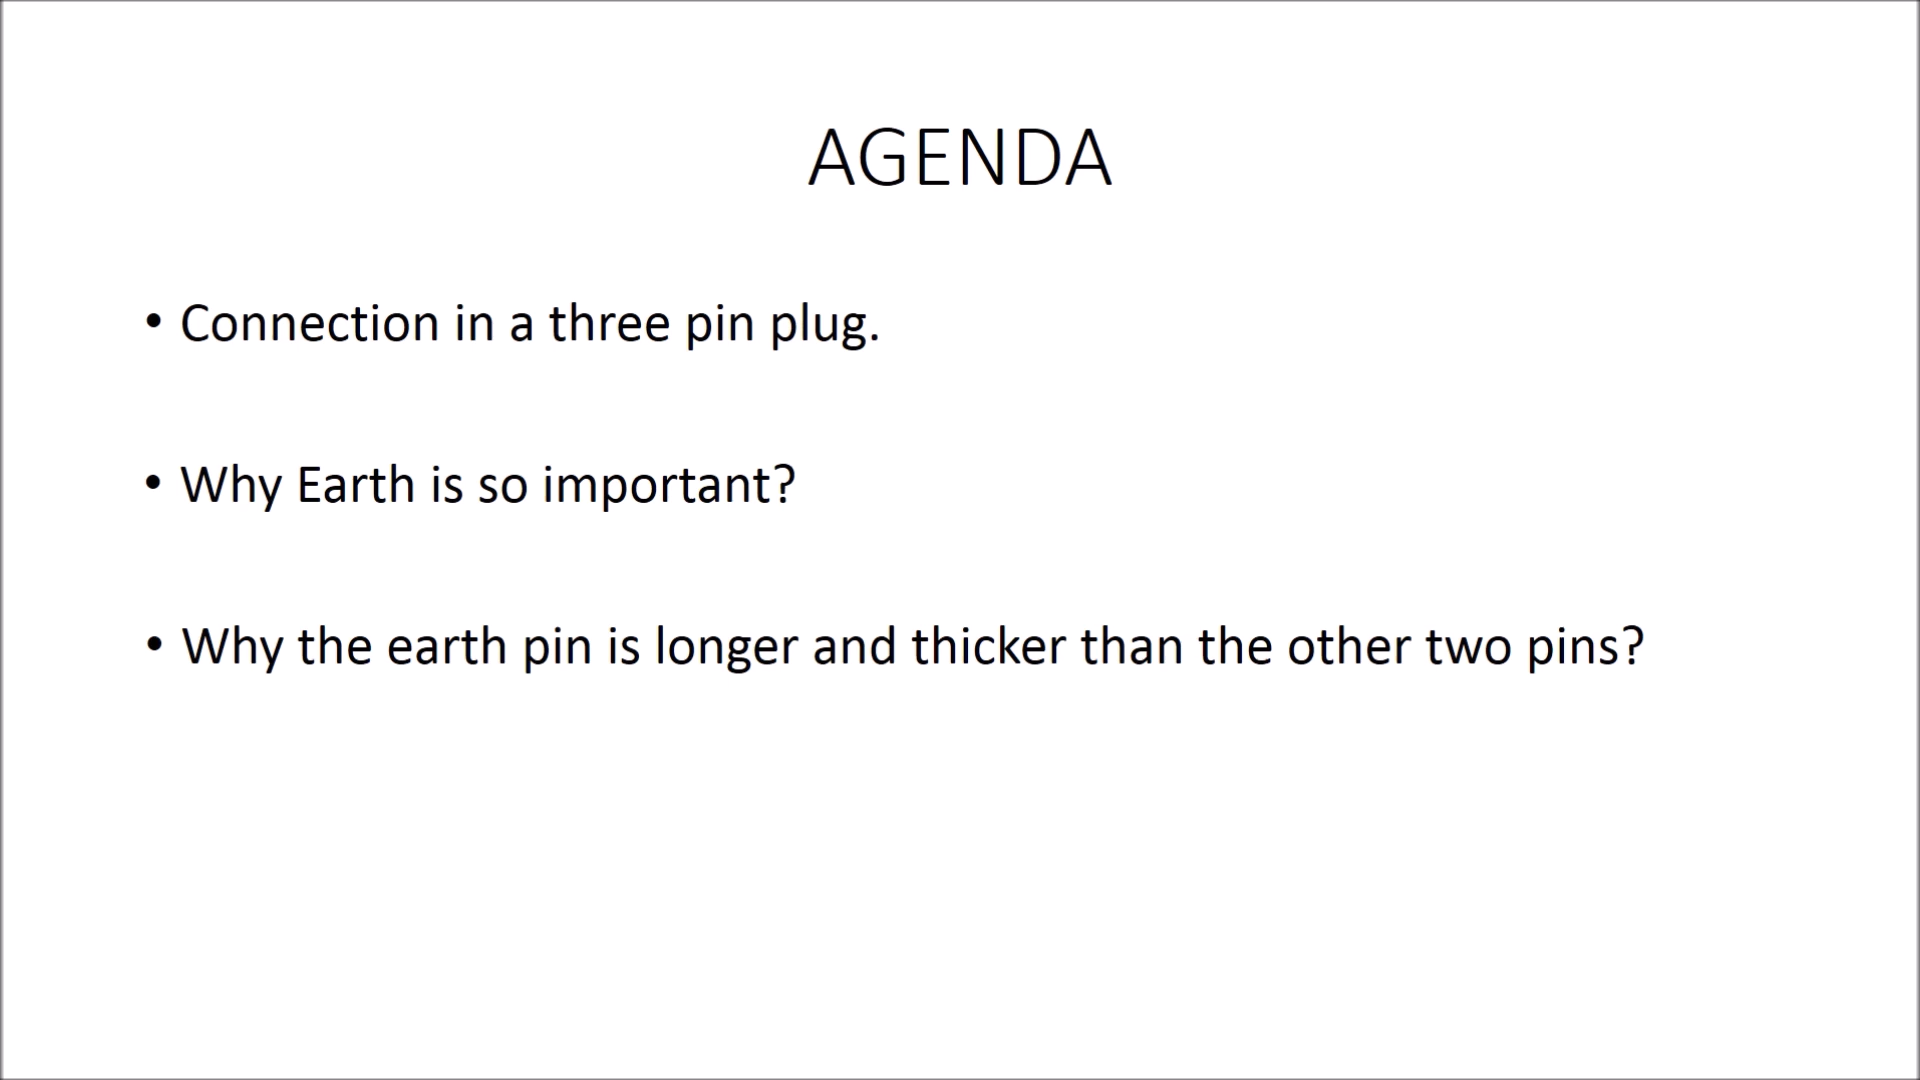 AGENDA
• Connection in a three pin plug.
• Why Earth is so important?
• Why the earth pin is longer and thicker than the other two pins?